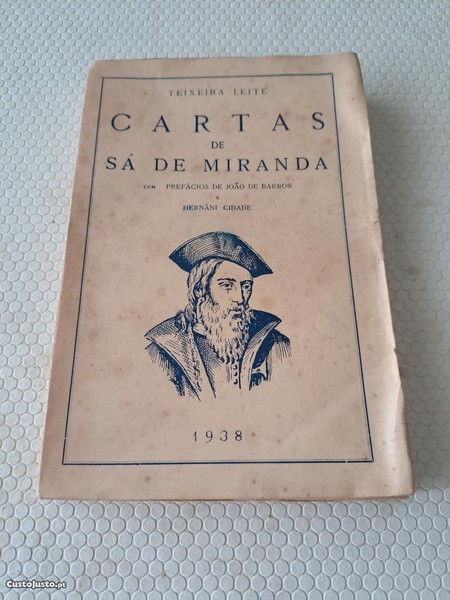 TEIXEIRA LEITE
CARTAS
DE
SÁ DE MIRANDA
COM PREFÁCIOS DE JOÃO DE BARROS
E
HERNÂNI CIDADE
1938
CustoJusto.pt